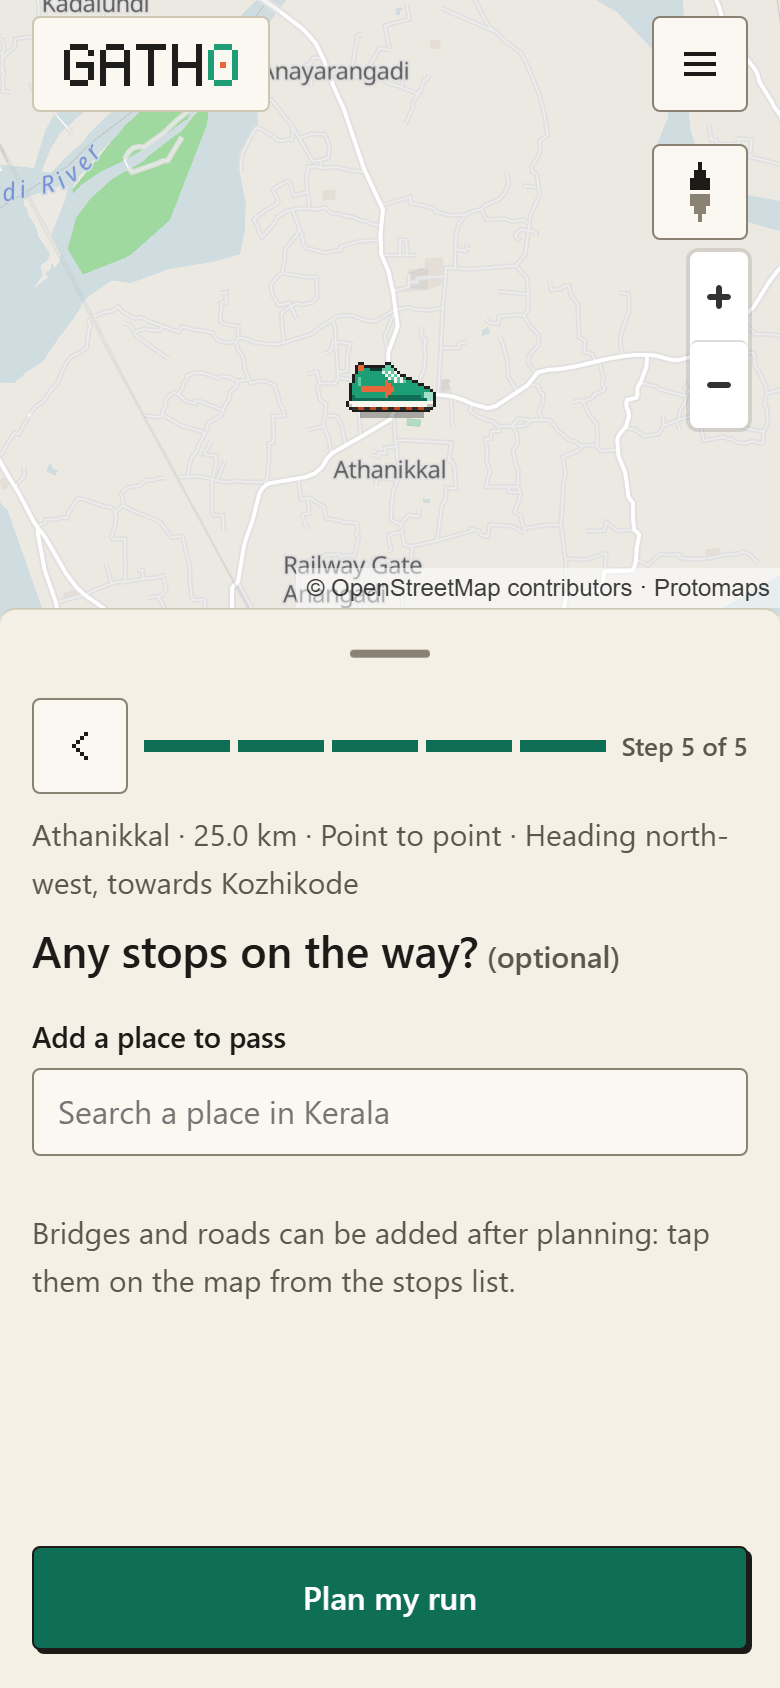 Kadalundi
GATHO
Anayarangadi
di River
Athanikkal
Railway Gate
Anangadi
© OpenStreetMap contributors · Protomaps
Step 5 of 5
Athanikkal · 25.0 km · Point to point · Heading north-
west, towards Kozhikode
Any stops on the way? (optional)
Add a place to pass
Search a place in Kerala
Bridges and roads can be added after planning: tap
them on the map from the stops list.
Plan my run